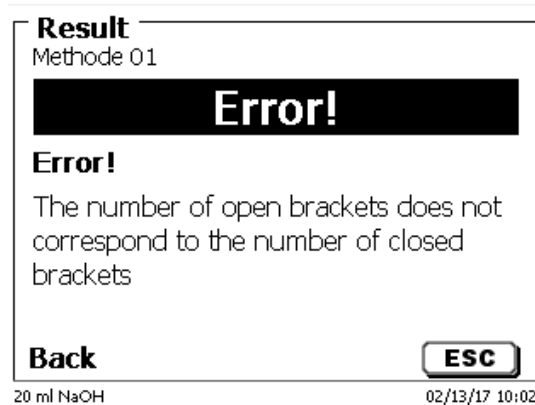 Result
Methode 01
Error!
Error!
The number of open brackets does not
correspond to the number of closed
brackets
Back ESC
20 ml NaOH 02/13/17 10:02